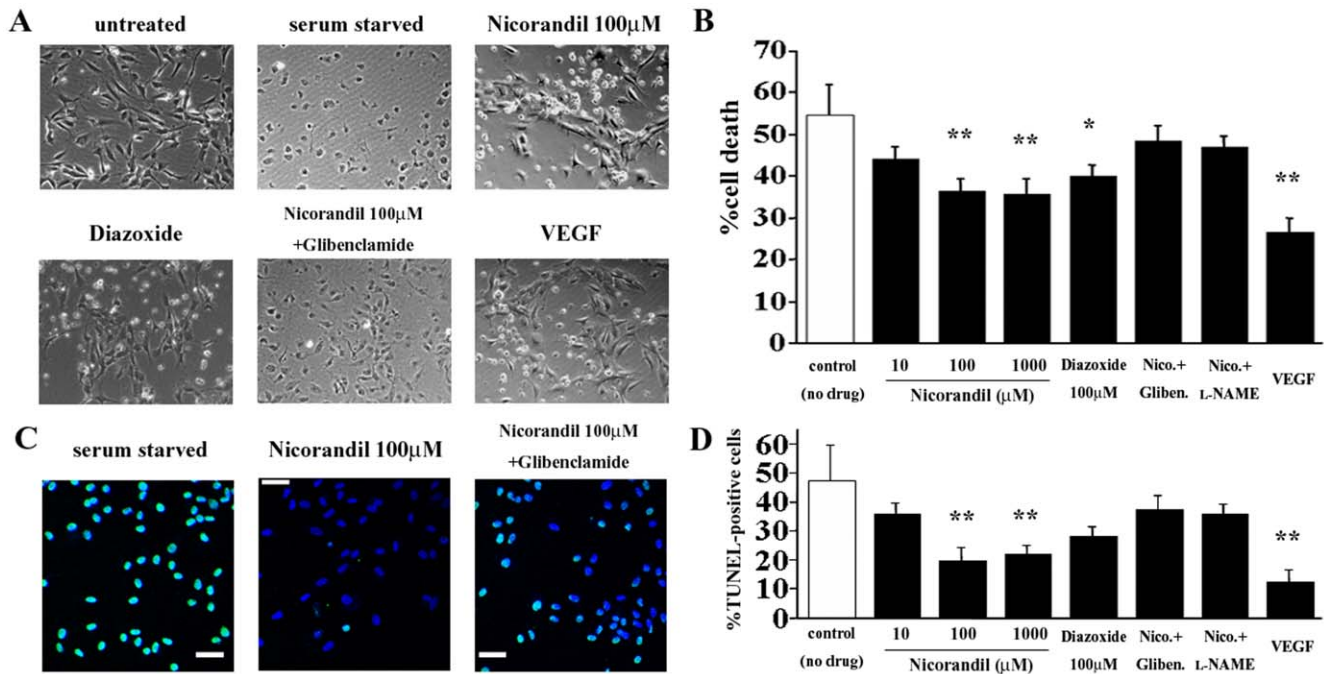 A
untreated
serum starved
Nicorandil 100μM
Diazoxide
Nicorandil 100μM
+Glibenclamide
VEGF
B
%cell death
70
60
50
40
30
20
10
0
**
**
*
**
control
(no drug)
10
100
1000
Nicorandil (μM)
Diazoxide
100μM
Nico.+
Gliben.
Nico.+
L-NAME
VEGF
C
serum starved
Nicorandil 100μM
Nicorandil 100μM
+Glibenclamide
D
%TUNEL-positive cells
60
50
40
30
20
10
0
**
**
**
control
(no drug)
10
100
1000
Nicorandil (μM)
Diazoxide
100μM
Nico.+
Gliben.
Nico.+
L-NAME
VEGF